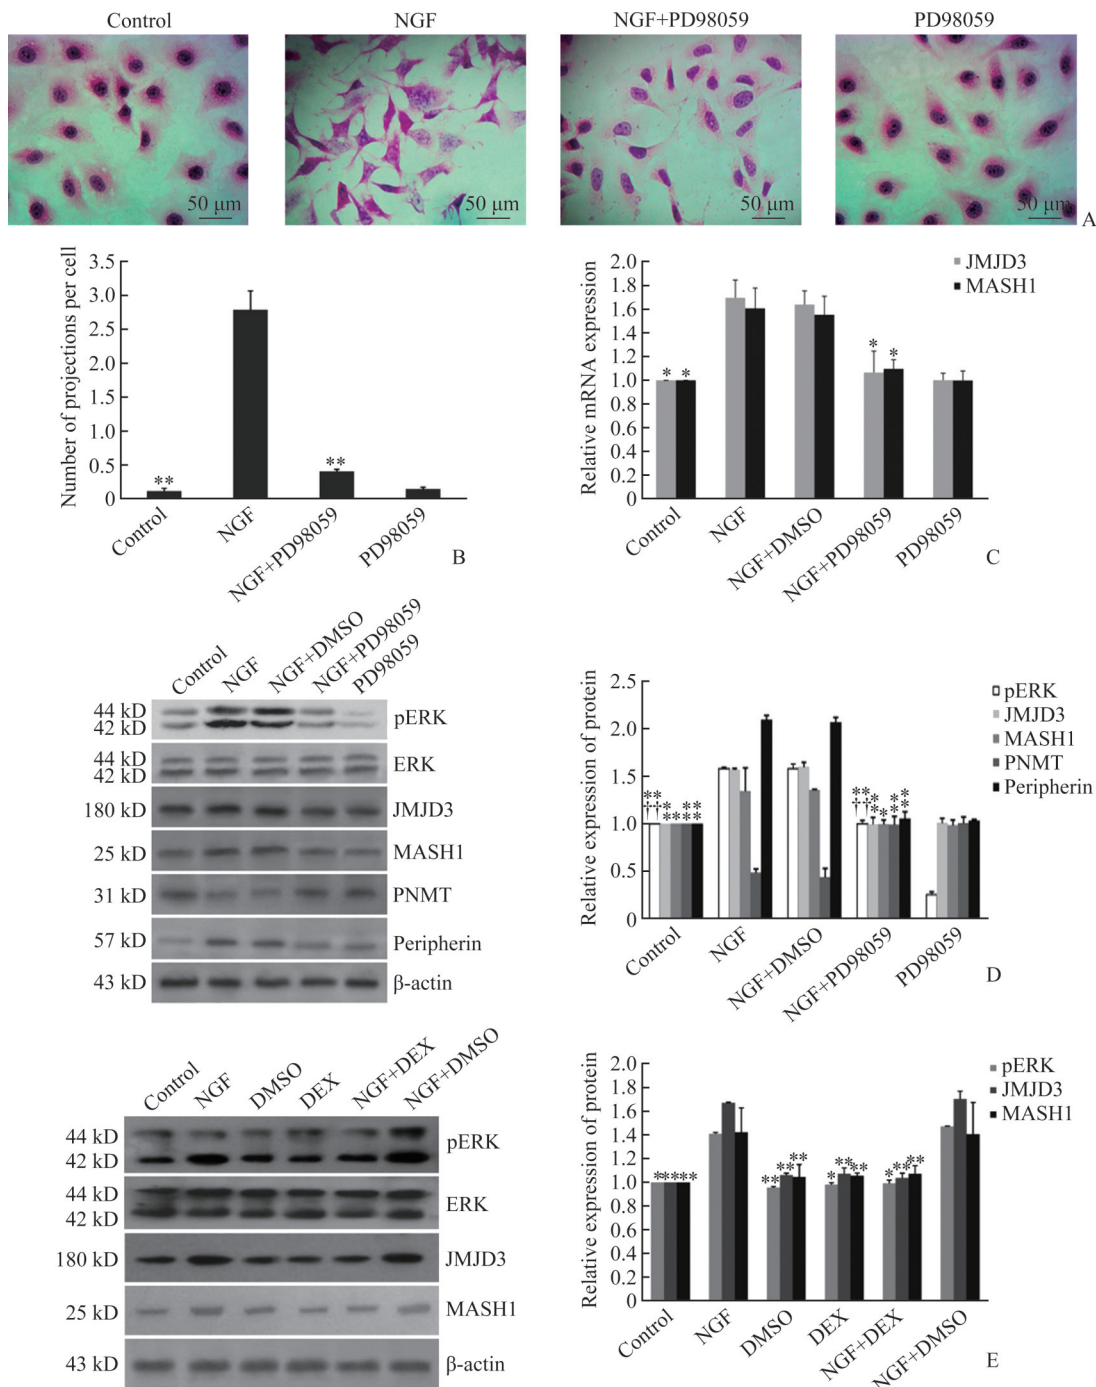 Control NGF NGF+PD98059 PD98059
50 μm 50 μm 50 μm 50 μm
A
Number of projections per cell
3.5
3.0
2.5
2.0
1.5
1.0
0.5
0
** **
Control NGF NGF+PD98059 PD98059
B
Relative mRNA expression
2.0
1.8
1.6
1.4
1.2
1.0
0.8
0.6
0.4
0.2
0
JMJD3
MASH1
* * * *
Control NGF NGF+DMSO NGF+PD98059 PD98059
C
Control NGF NGF+DMSO NGF+PD98059 PD98059
44 kD
42 kD
pERK
44 kD
42 kD
ERK
180 kD JMJD3
25 kD MASH1
31 kD PNMT
57 kD Peripherin
43 kD β-actin
Relative expression of protein
2.5
2.0
1.5
1.0
0.5
0
pERK
JMJD3
MASH1
PNMT
Peripherin
Control NGF NGF+DMSO NGF+PD98059 PD98059
D
Control NGF DMSO DEX NGF+DEX NGF+DMSO
44 kD
42 kD
pERK
44 kD
42 kD
ERK
180 kD JMJD3
25 kD MASH1
43 kD β-actin
Relative expression of protein
2.0
1.8
1.6
1.4
1.2
1.0
0.8
0.6
0.4
0.2
0
pERK
JMJD3
MASH1
Control NGF DMSO DEX NGF+DEX NGF+DMSO
E